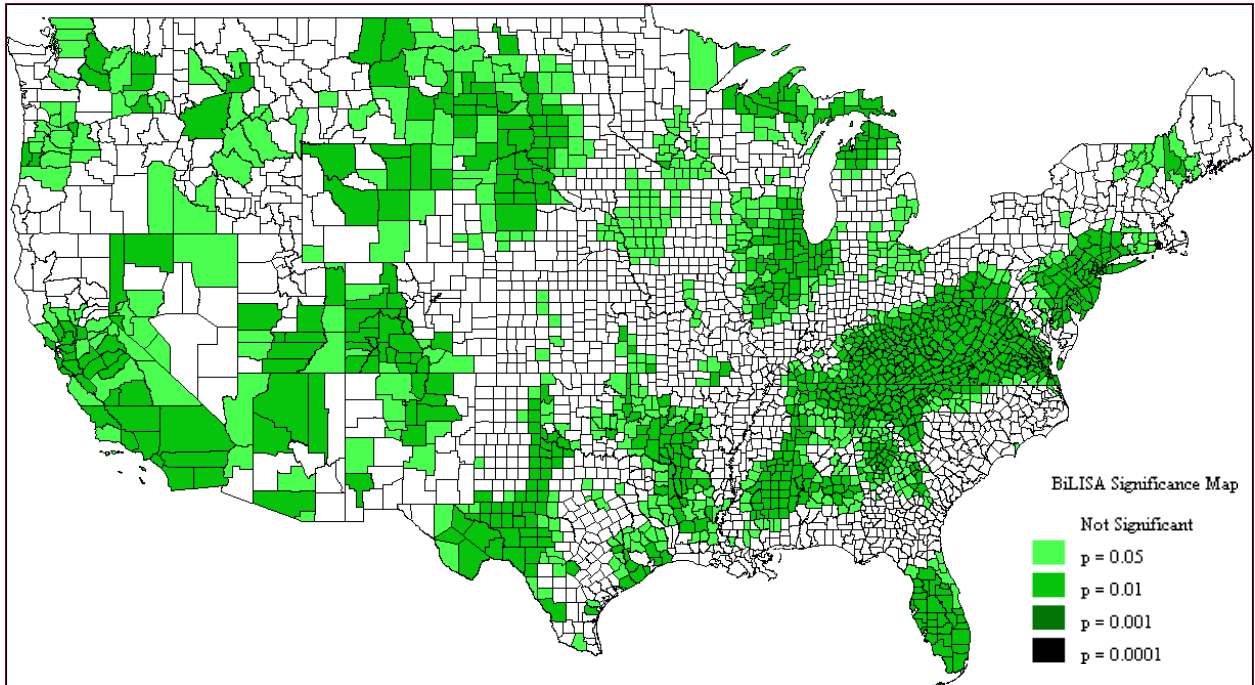 BiLISA Significance Map
Not Significant
p = 0.05
p = 0.01
p = 0.001
p = 0.0001